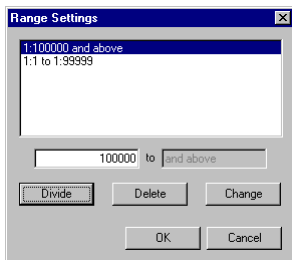 Range Settings
1:100000 and above
1:1 to 1:99999
100000 to and above
Divide Delete Change
OK Cancel